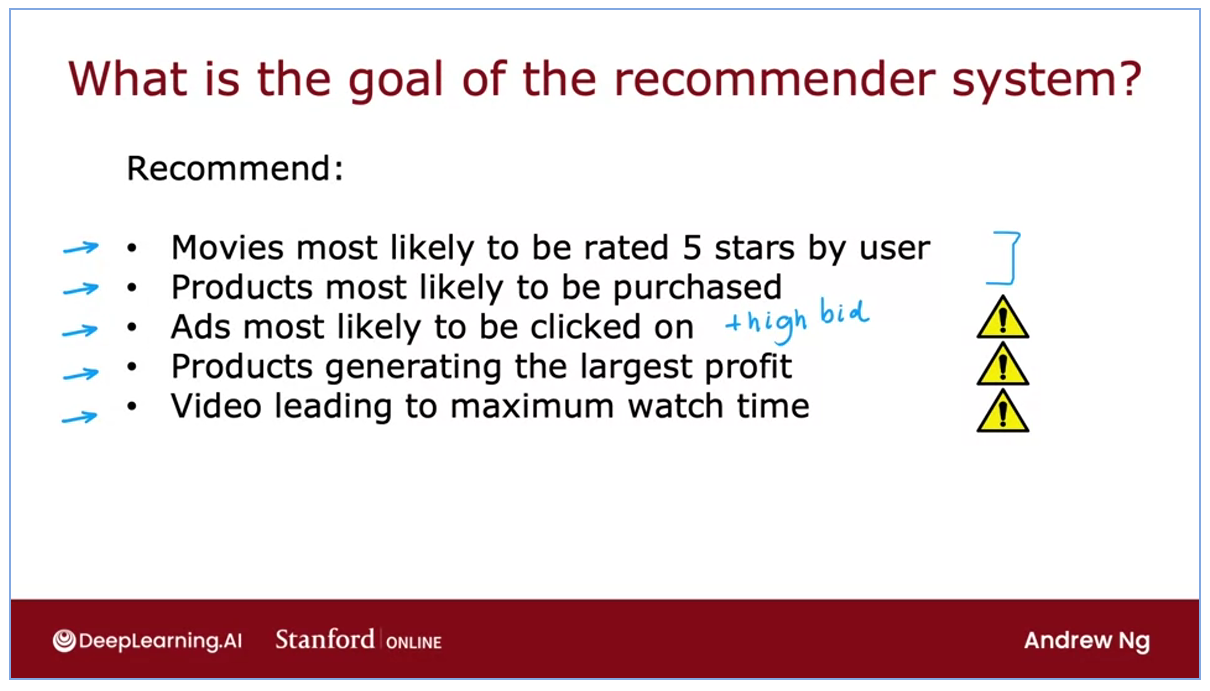 What is the goal of the recommender system?
Recommend:
• Movies most likely to be rated 5 stars by user
• Products most likely to be purchased
• Ads most likely to be clicked on +high bid
• Products generating the largest profit
• Video leading to maximum watch time
DeepLearning.AI Stanford ONLINE Andrew Ng